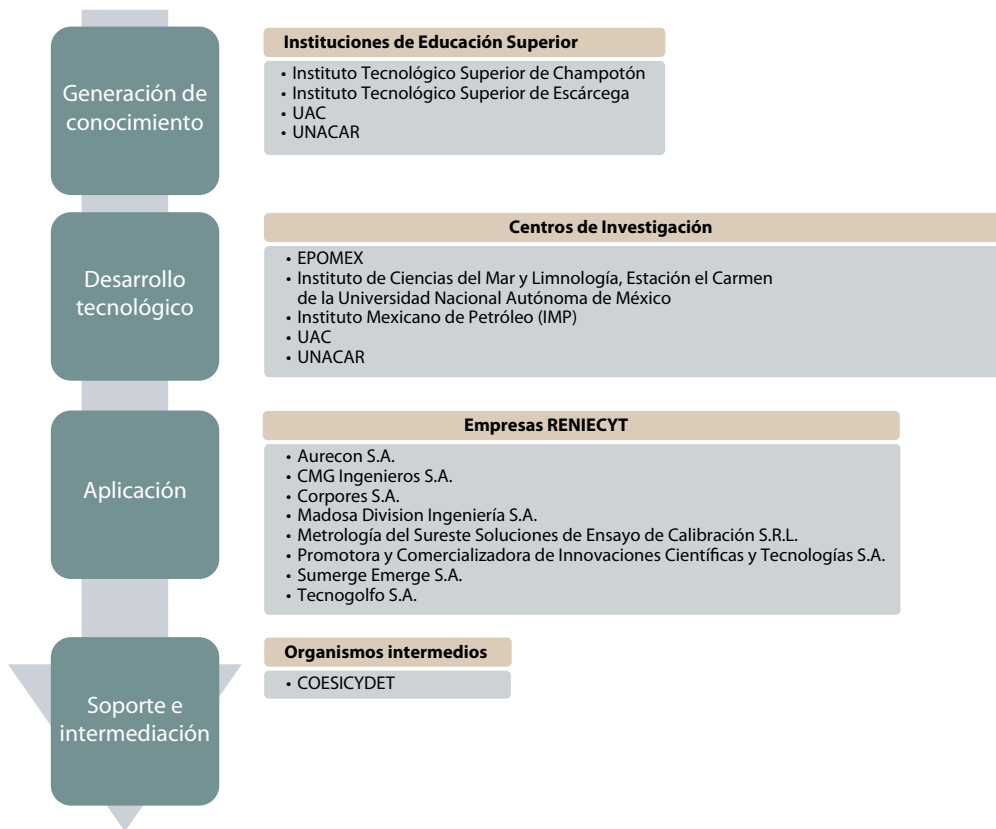 Generación de
conocimiento
Instituciones de Educación Superior
• Instituto Tecnológico Superior de Champotón
• Instituto Tecnológico Superior de Escárcega
• UAC
• UNACAR
Desarrollo
tecnológico
Centros de Investigación
• EPOMEX
• Instituto de Ciencias del Mar y Limnología, Estación el Carmen
de la Universidad Nacional Autónoma de México
• Instituto Mexicano de Petróleo (IMP)
• UAC
• UNACAR
Aplicación
Empresas RENIECYT
• Aurecon S.A.
• CMG Ingenieros S.A.
• Corpores S.A.
• Madosa Division Ingeniería S.A.
• Metrología del Sureste Soluciones de Ensayo de Calibración S.R.L.
• Promotora y Comercializadora de Innovaciones Científicas y Tecnologías S.A.
• Sumerge Emerge S.A.
• Tecnogolfo S.A.
Soporte e
intermediación
Organismos intermedios
• COESICYDET